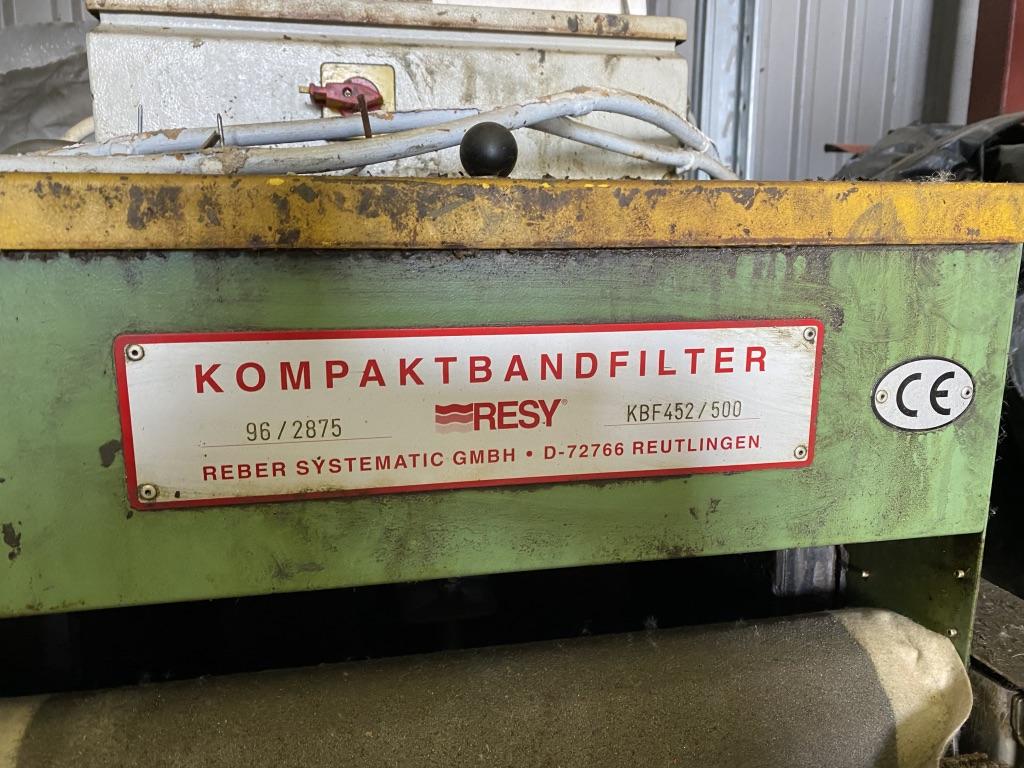 KOMPAKTBANDFILTER
96/2875 RESY® KBF452/500
REBER SYSTEMATIC GMBH • D-72766 REUTLINGEN
CE